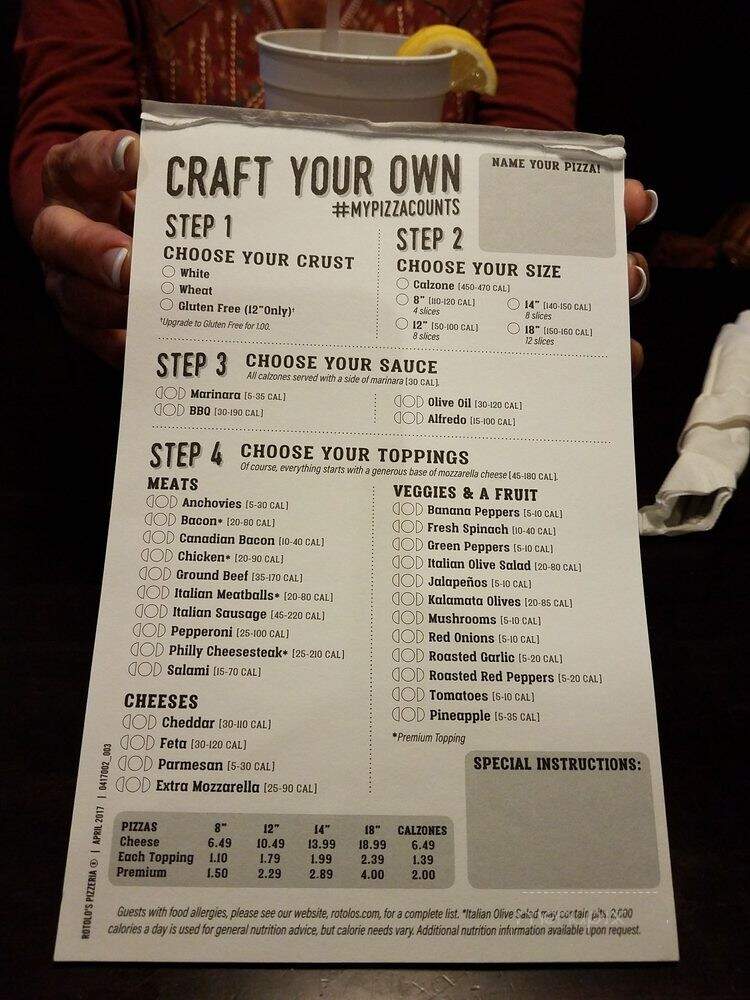 CRAFT YOUR OWN
#MYPIZZACOUNTS
NAME YOUR PIZZA!
STEP 1
CHOOSE YOUR CRUST
White
Wheat
Gluten Free (12"Only)†
†Upgrade to Gluten Free for 1.00.
STEP 2
CHOOSE YOUR SIZE
Calzone [450-470 CAL]
8" [110-120 CAL]
4 slices
12" [50-100 CAL]
8 slices
14" [140-150 CAL]
8 slices
18" [150-160 CAL]
12 slices
STEP 3 CHOOSE YOUR SAUCE
All calzones served with a side of marinara [30 CAL].
Marinara [5-35 CAL]
BBQ [30-190 CAL]
Olive Oil [30-120 CAL]
Alfredo [15-100 CAL]
STEP 4 CHOOSE YOUR TOPPINGS
Of course, everything starts with a generous base of mozzarella cheese [45-180 CAL].
MEATS
Anchovies [5-30 CAL]
Bacon* [20-80 CAL]
Canadian Bacon [10-40 CAL]
Chicken* [20-90 CAL]
Ground Beef [35-170 CAL]
Italian Meatballs* [20-80 CAL]
Italian Sausage [45-220 CAL]
Pepperoni [25-100 CAL]
Philly Cheesesteak* [25-210 CAL]
Salami [15-70 CAL]
CHEESES
Cheddar [30-110 CAL]
Feta [30-120 CAL]
Parmesan [5-30 CAL]
Extra Mozzarella [25-90 CAL]
VEGGIES & A FRUIT
Banana Peppers [5-10 CAL]
Fresh Spinach [10-40 CAL]
Green Peppers [5-10 CAL]
Italian Olive Salad [20-80 CAL]
Jalapeños [5-10 CAL]
Kalamata Olives [20-85 CAL]
Mushrooms [5-10 CAL]
Red Onions [5-10 CAL]
Roasted Garlic [5-20 CAL]
Roasted Red Peppers [5-20 CAL]
Tomatoes [5-10 CAL]
Pineapple [5-35 CAL]
*Premium Topping
SPECIAL INSTRUCTIONS:
PIZZAS 8" 12" 14" 18" CALZONES
Cheese 6.49 10.49 13.99 18.99 6.49
Each Topping 1.10 1.79 1.99 2.39 1.39
Premium 1.50 2.29 2.89 4.00 2.00
ROTOLO'S PIZZERIA ® | APRIL 2017 | 0417002_003
Guests with food allergies, please see our website, rotolos.com, for a complete list. *Italian Olive Salad may contain pits. 2,000
calories a day is used for general nutrition advice, but calorie needs vary. Additional nutrition information available upon request.